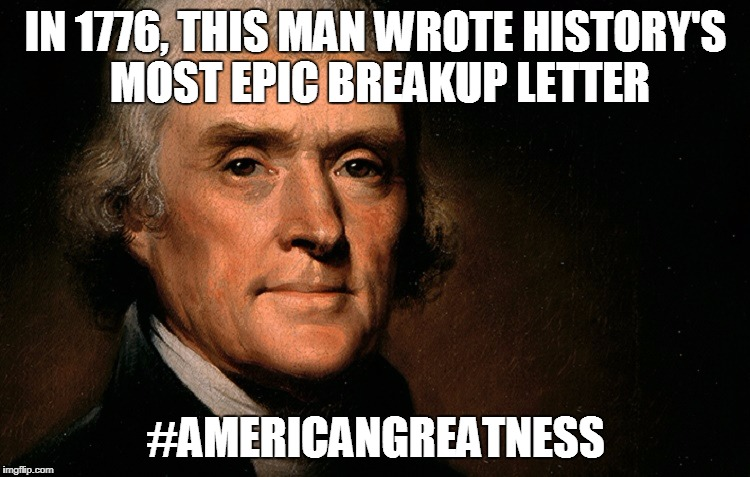 IN 1776, THIS MAN WROTE HISTORY'S
MOST EPIC BREAKUP LETTER
#AMERICANGREATNESS
imgflip.com